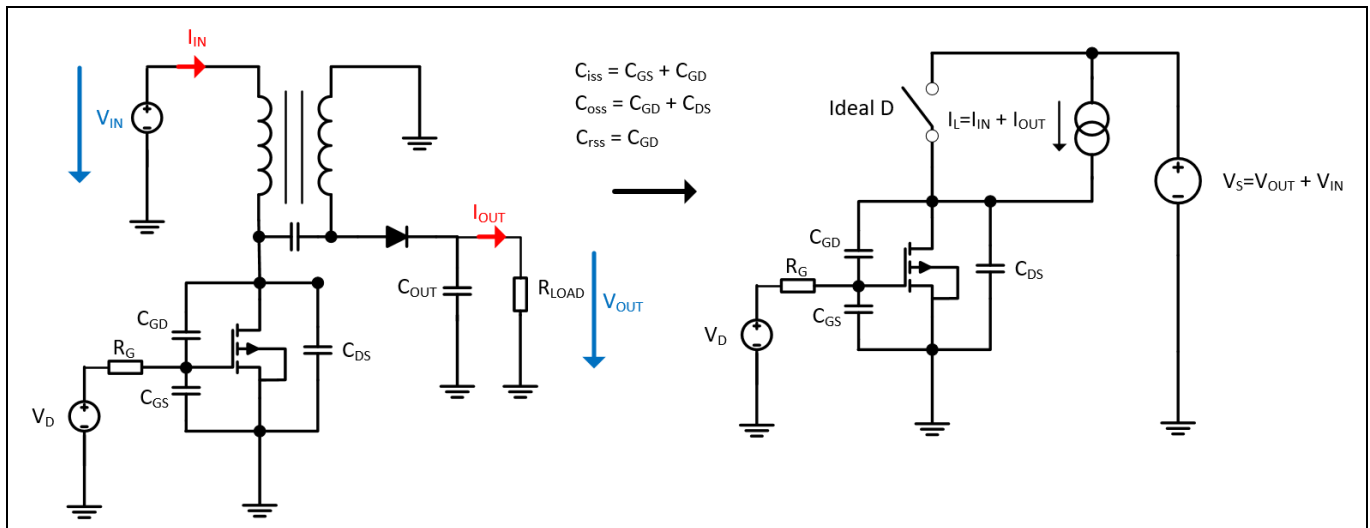 I_IN
V_IN
I_OUT
C_OUT
R_LOAD
V_OUT
C_GD
R_G
C_GS
C_DS
V_D
C_iss = C_GS + C_GD
C_oss = C_GD + C_DS
C_rss = C_GD
Ideal D
I_L=I_IN + I_OUT
V_S=V_OUT + V_IN
C_GD
R_G
C_GS
C_DS
V_D